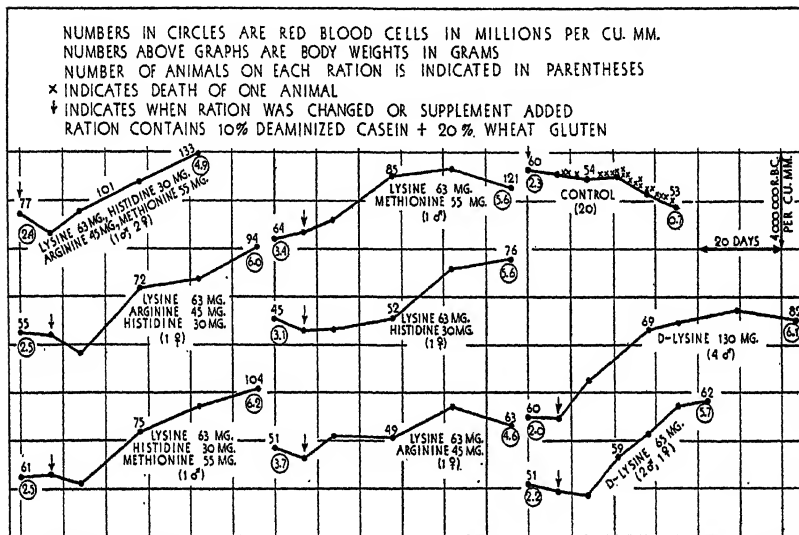 NUMBERS IN CIRCLES ARE RED BLOOD CELLS IN MILLIONS PER CU. MM.
NUMBERS ABOVE GRAPHS ARE BODY WEIGHTS IN GRAMS
NUMBER OF ANIMALS ON EACH RATION IS INDICATED IN PARENTHESES
× INDICATES DEATH OF ONE ANIMAL
↓ INDICATES WHEN RATION WAS CHANGED OR SUPPLEMENT ADDED
RATION CONTAINS 10% DEAMINIZED CASEIN + 20% WHEAT GLUTEN
77
101
133
2.4
4.9
LYSINE 63 MG., HISTIDINE 30 MG.
ARGININE 45 MG., METHIONINE 55 MG.
(1♂, 2♀)
64
85
121
3.4
5.6
LYSINE 63 MG.
METHIONINE 55 MG.
(1♂)
60
54
53
2.3
0.7
××× ×××××××××××××
CONTROL
(20)
4,000,000 R.B.C.
PER CU. MM.
20 DAYS
55
72
94
2.5
6.0
LYSINE 63 MG.
ARGININE 45 MG.
HISTIDINE 30 MG.
(1♀)
45
52
76
3.1
5.6
LYSINE 63 MG.
HISTIDINE 30 MG.
(1♀)
60
69
85
2.0
D-LYSINE 130 MG.
(4♂)
61
75
104
2.5
6.2
LYSINE 63 MG.
HISTIDINE 30 MG.
METHIONINE 55 MG.
(1♂)
51
49
63
3.7
4.6
LYSINE 63 MG.
ARGININE 45 MG.
(1♀)
51
59
62
2.2
5.7
D-LYSINE 65 MG.
(2♂, 1♀)